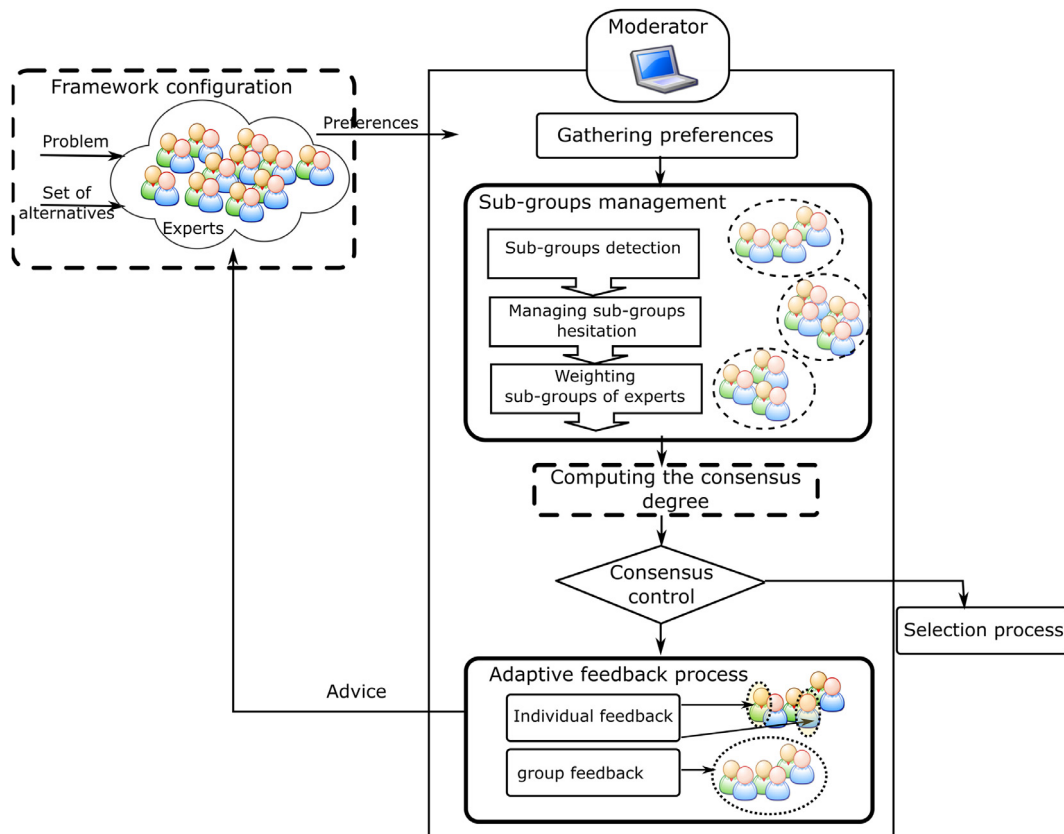 Moderator
Framework configuration
Problem
Set of
alternatives
Experts
Preferences
Gathering preferences
Sub-groups management
Sub-groups detection
Managing sub-groups
hesitation
Weighting
sub-groups of experts
Computing the consensus
degree
Consensus
control
Selection process
Adaptive feedback process
Individual feedback
group feedback
Advice